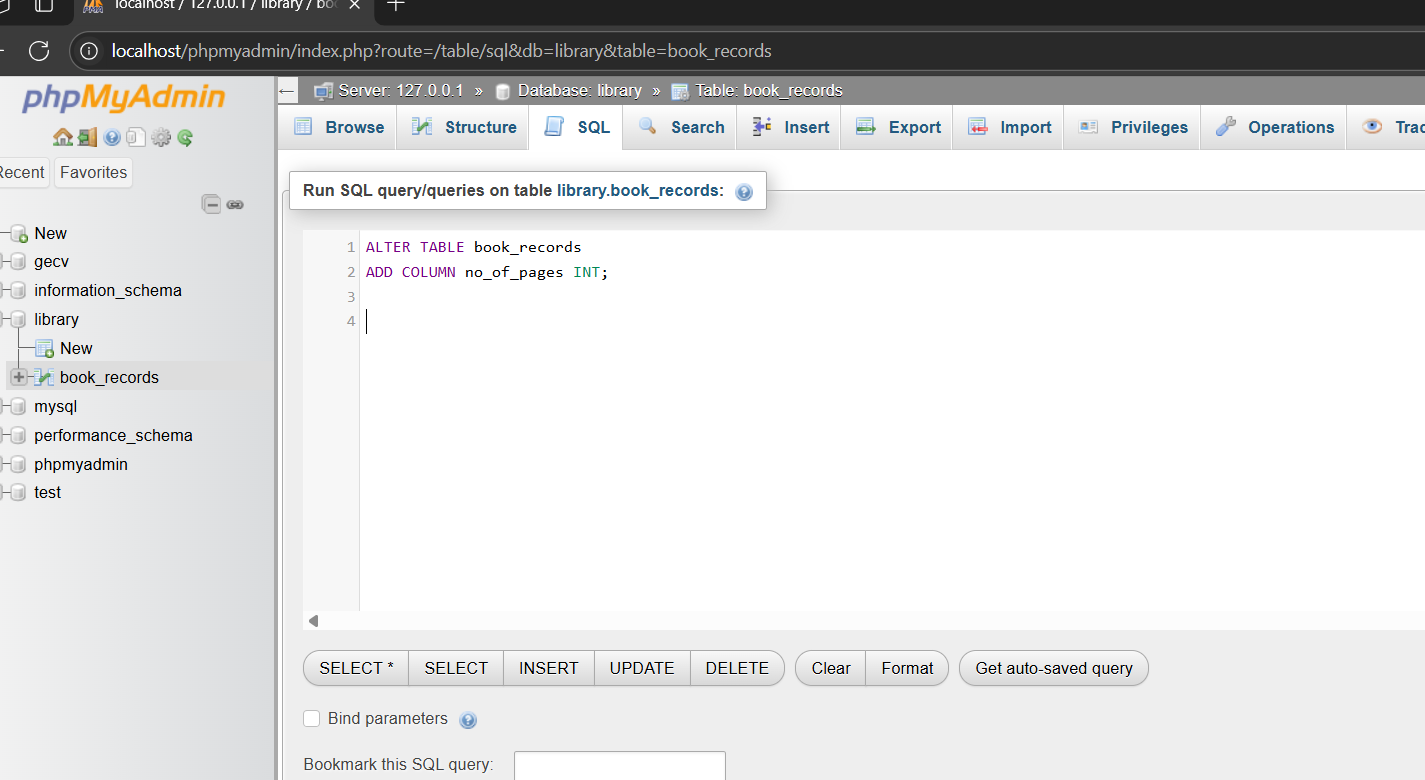 localhost / 127.0.0.1 / library / bo
localhost/phpmyadmin/index.php?route=/table/sql&db=library&table=book_records
phpMyAdmin
Recent Favorites
New
gecv
information_schema
library
New
book_records
mysql
performance_schema
phpmyadmin
test
Server: 127.0.0.1 » Database: library » Table: book_records
Browse Structure SQL Search Insert Export Import Privileges Operations Trac
Run SQL query/queries on table library.book_records:
1 ALTER TABLE book_records
2 ADD COLUMN no_of_pages INT;
3
4
SELECT * SELECT INSERT UPDATE DELETE Clear Format Get auto-saved query
Bind parameters
Bookmark this SQL query: